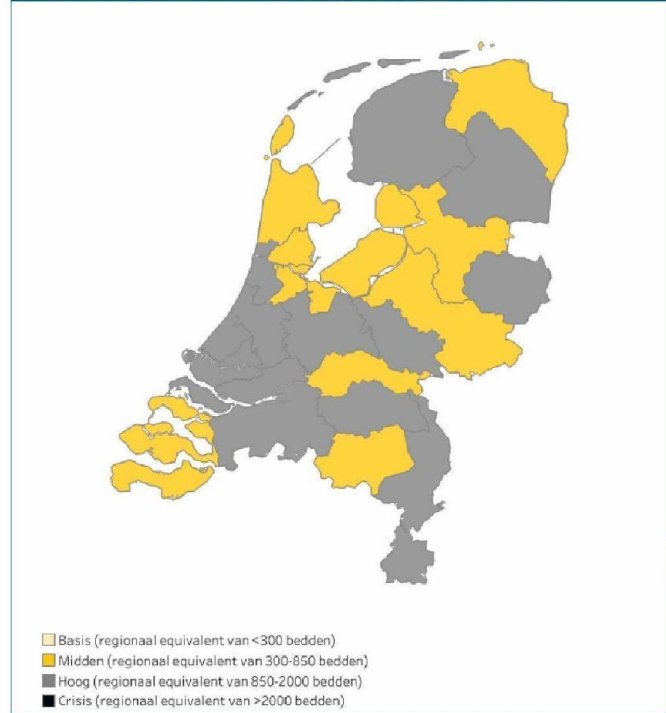 Basis (regionaal equivalent van <300 bedden)
Midden (regionaal equivalent van 300-850 bedden)
Hoog (regionaal equivalent van 850-2000 bedden)
Crisis (regionaal equivalent van >2000 bedden)